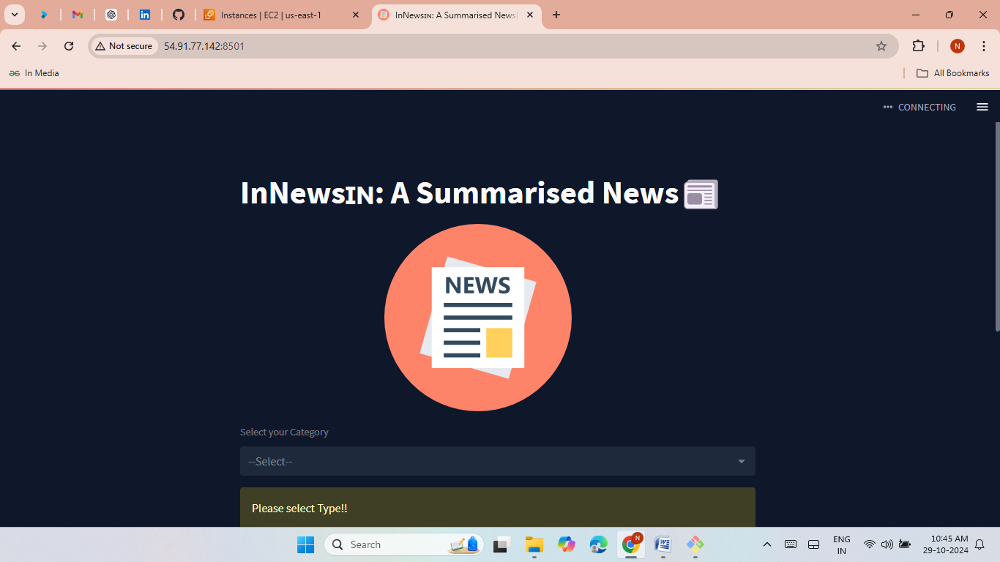 Instances | EC2 | us-east-1
InNewsɪɴ: A Summarised News
Not secure
54.91.77.142:8501
N
In Media
All Bookmarks
CONNECTING
InNewsɪɴ: A Summarised News
NEWS
Select your Category
--Select--
Please select Type!!
Search
N
ENG
IN
10:45 AM
29-10-2024